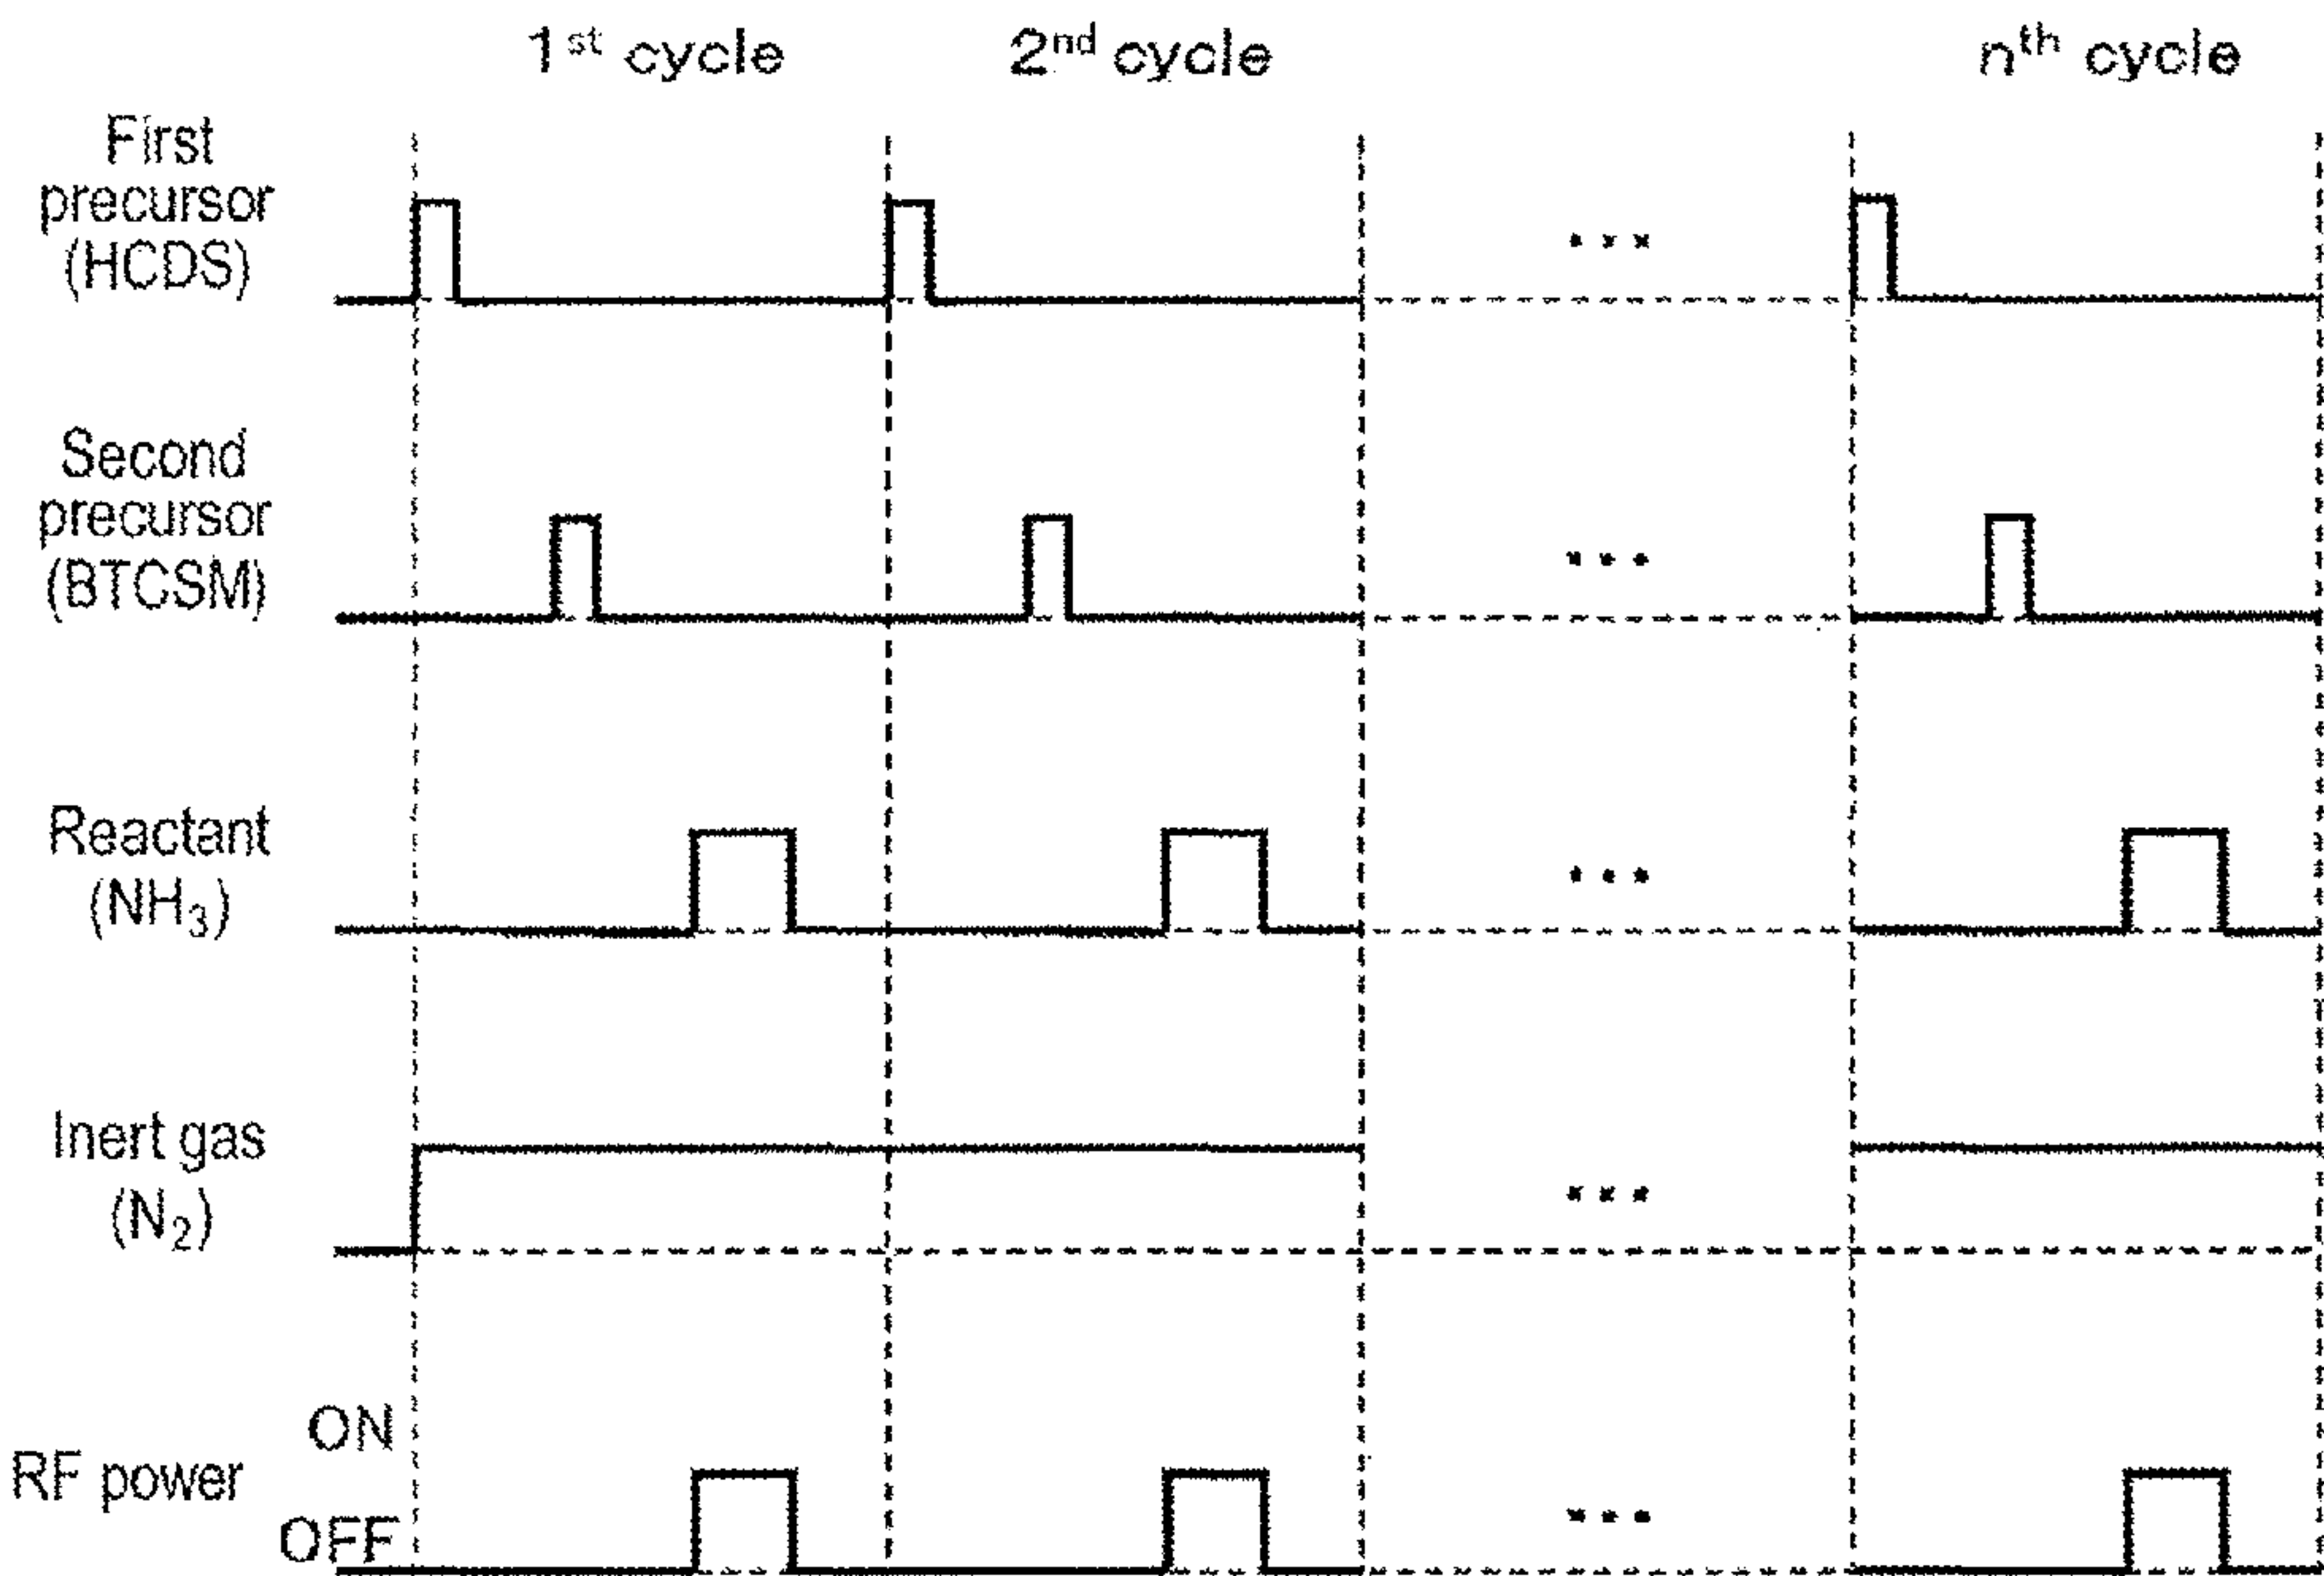 1st cycle 2nd cycle nth cycle
First
precursor
(HCDS)
Second
precursor
(BTCSM)
Reactant
(NH3)
Inert gas
(N2)
ON
RF power
OFF